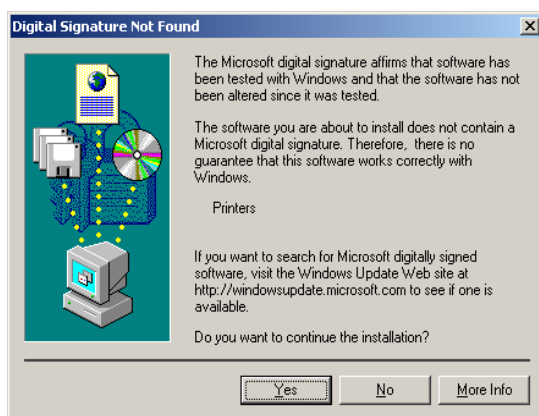 Digital Signature Not Found
The Microsoft digital signature affirms that software has
been tested with Windows and that the software has not
been altered since it was tested.
The software you are about to install does not contain a
Microsoft digital signature. Therefore, there is no
guarantee that this software works correctly with
Windows.
Printers
If you want to search for Microsoft digitally signed
software, visit the Windows Update Web site at
http://windowsupdate.microsoft.com to see if one is
available.
Do you want to continue the installation?
Yes
No
More Info